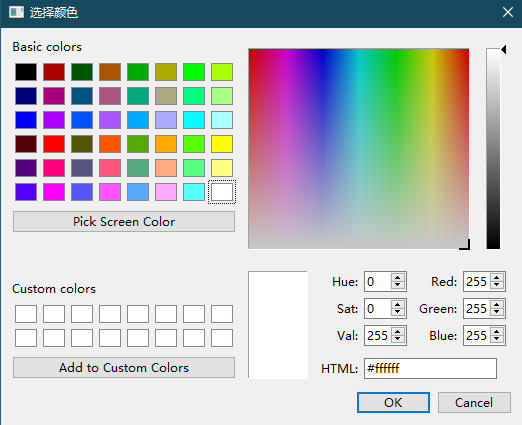 选择颜色
Basic colors
Pick Screen Color
Custom colors
Add to Custom Colors
Hue: 0 Red: 255
Sat: 0 Green: 255
Val: 255 Blue: 255
HTML: #ffffff
OK Cancel